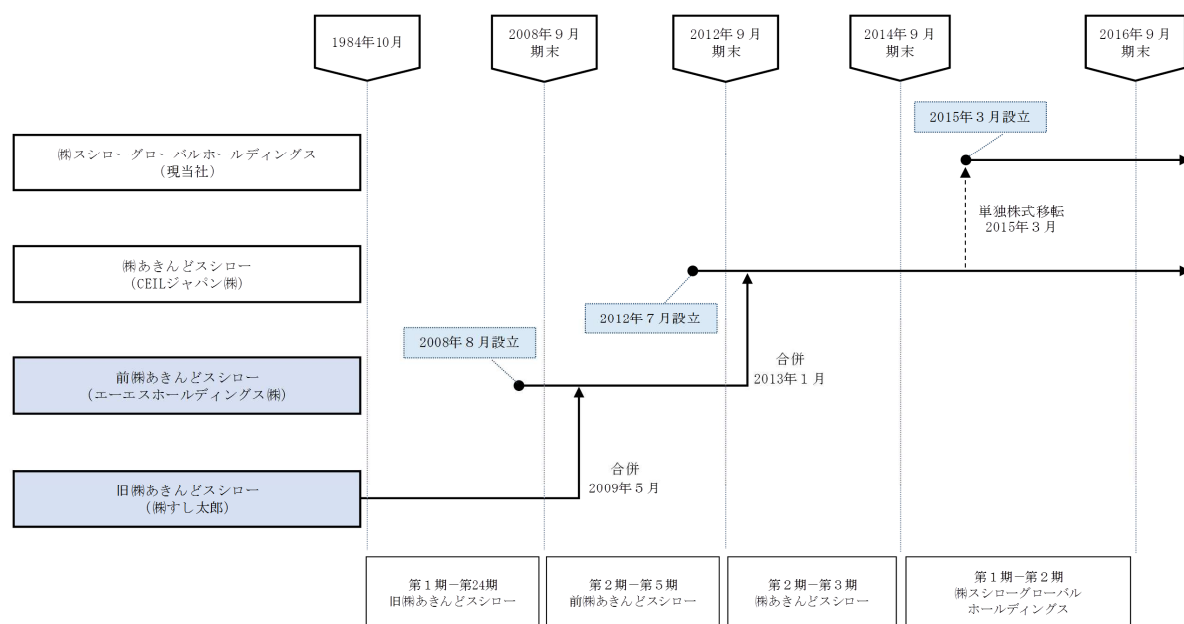 1984年10月
2008年９月
期末
2012年９月
期末
2014年９月
期末
2016年９月
期末
2015年３月設立
㈱スシロ‐グロ‐バルホ‐ルディングス
（現当社）
単独株式移転
2015年３月
㈱あきんどスシロー
（CEILジャパン㈱）
2012年７月設立
2008年８月設立
合併
2013年１月
前㈱あきんどスシロー
（エーエスホールディングス㈱）
合併
2009年５月
旧㈱あきんどスシロー
（㈱すし太郎）
第１期－第24期
旧㈱あきんどスシロー
第２期－第５期
前㈱あきんどスシロー
第２期－第３期
㈱あきんどスシロー
第１期－第２期
㈱スシローグローバル
ホールディングス